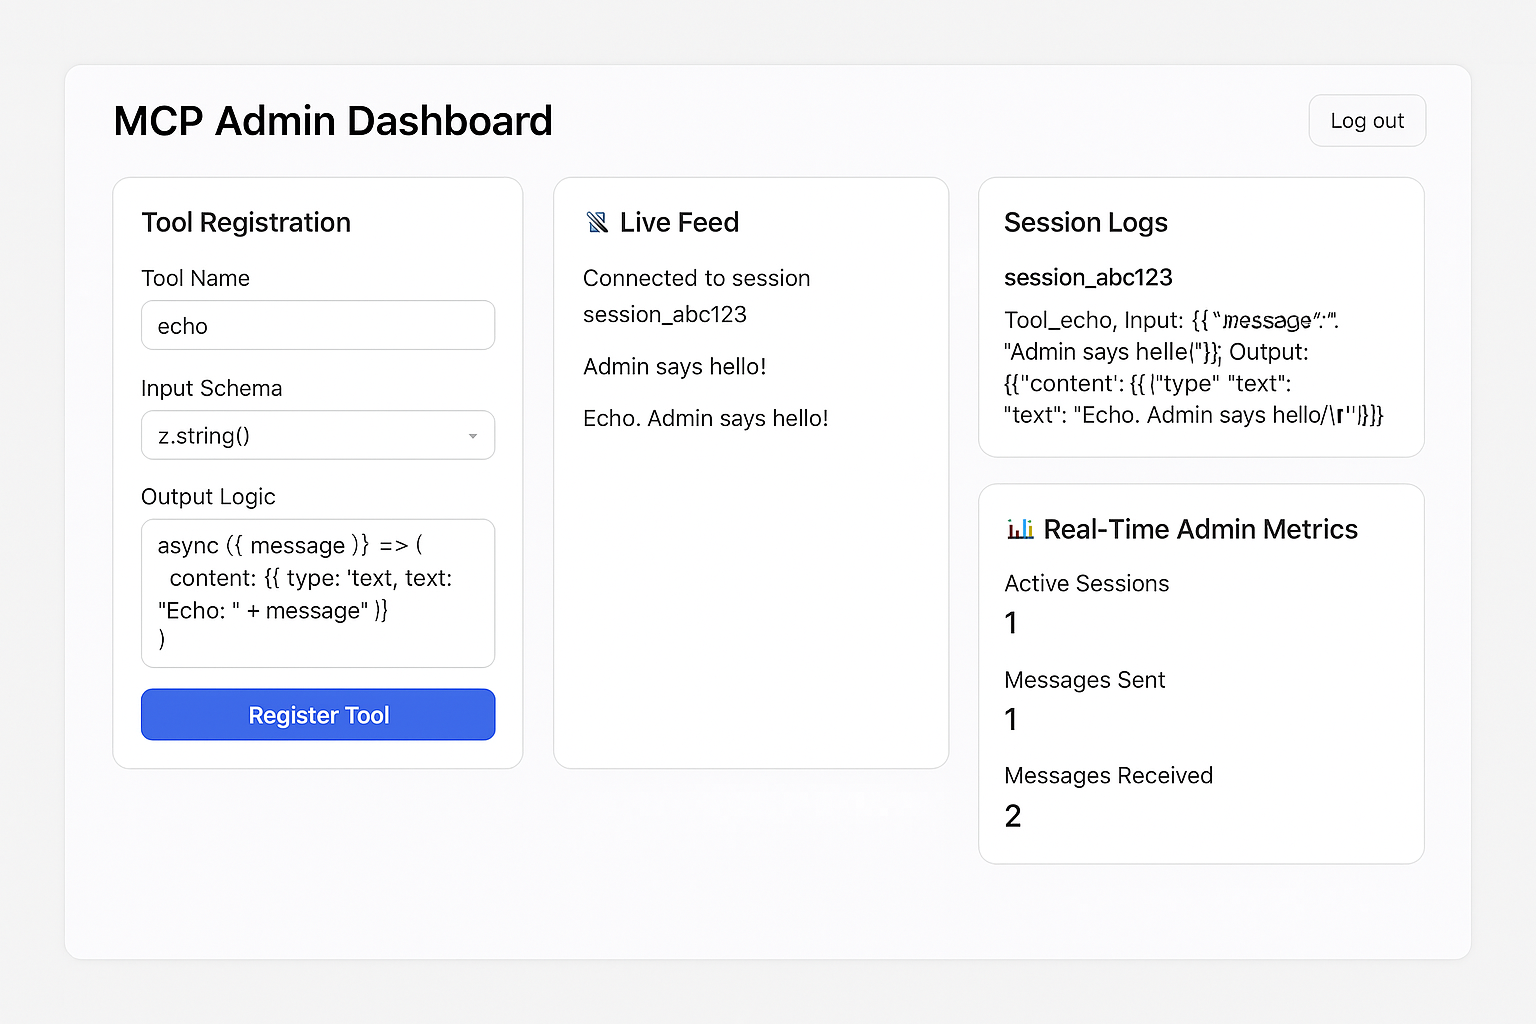 MCP Admin Dashboard
Log out
Tool Registration
Tool Name
echo
Input Schema
z.string()
Output Logic
async ({ message )} => (
content: {{ type: 'text, text:
"Echo: " + message" )}
)
Register Tool
Live Feed
Connected to session
session_abc123
Admin says hello!
Echo. Admin says hello!
Session Logs
session_abc123
Tool_echo, Input: {{ "message":".
"Admin says helle("}}; Output:
{{"content': {{ ("type" "text":
"text": "Echo. Admin says hello/
Real-Time Admin Metrics
Active Sessions
1
Messages Sent
1
Messages Received
2